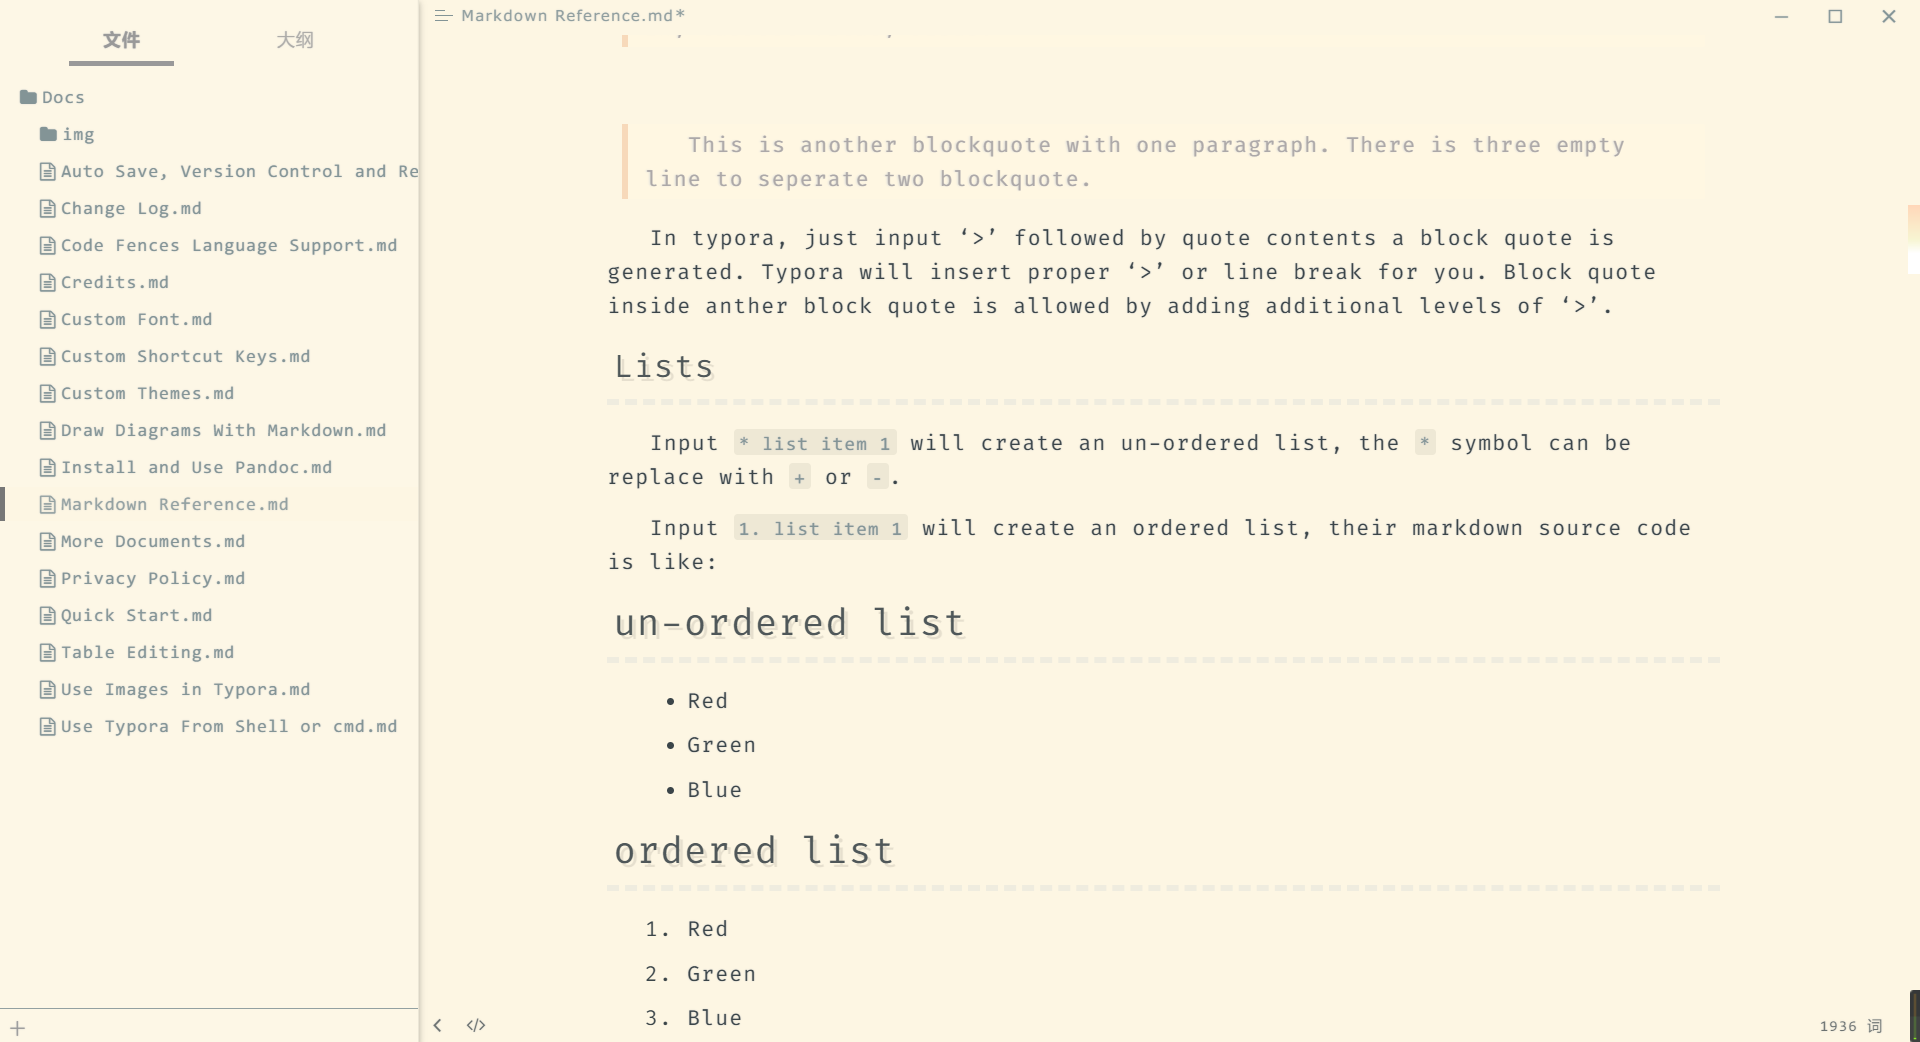 文件 大纲
Docs
img
Auto Save, Version Control and Re
Change Log.md
Code Fences Language Support.md
Credits.md
Custom Font.md
Custom Shortcut Keys.md
Custom Themes.md
Draw Diagrams With Markdown.md
Install and Use Pandoc.md
Markdown Reference.md
More Documents.md
Privacy Policy.md
Quick Start.md
Table Editing.md
Use Images in Typora.md
Use Typora From Shell or cmd.md
Markdown Reference.md*
This is another blockquote with one paragraph. There is three empty
line to seperate two blockquote.
In typora, just input ‘>’ followed by quote contents a block quote is
generated. Typora will insert proper ‘>’ or line break for you. Block quote
inside anther block quote is allowed by adding additional levels of ‘>’.
Lists
Input * list item 1 will create an un-ordered list, the * symbol can be
replace with + or -.
Input 1. list item 1 will create an ordered list, their markdown source code
is like:
un-ordered list
• Red
• Green
• Blue
ordered list
1. Red
2. Green
3. Blue
</> 1936 词